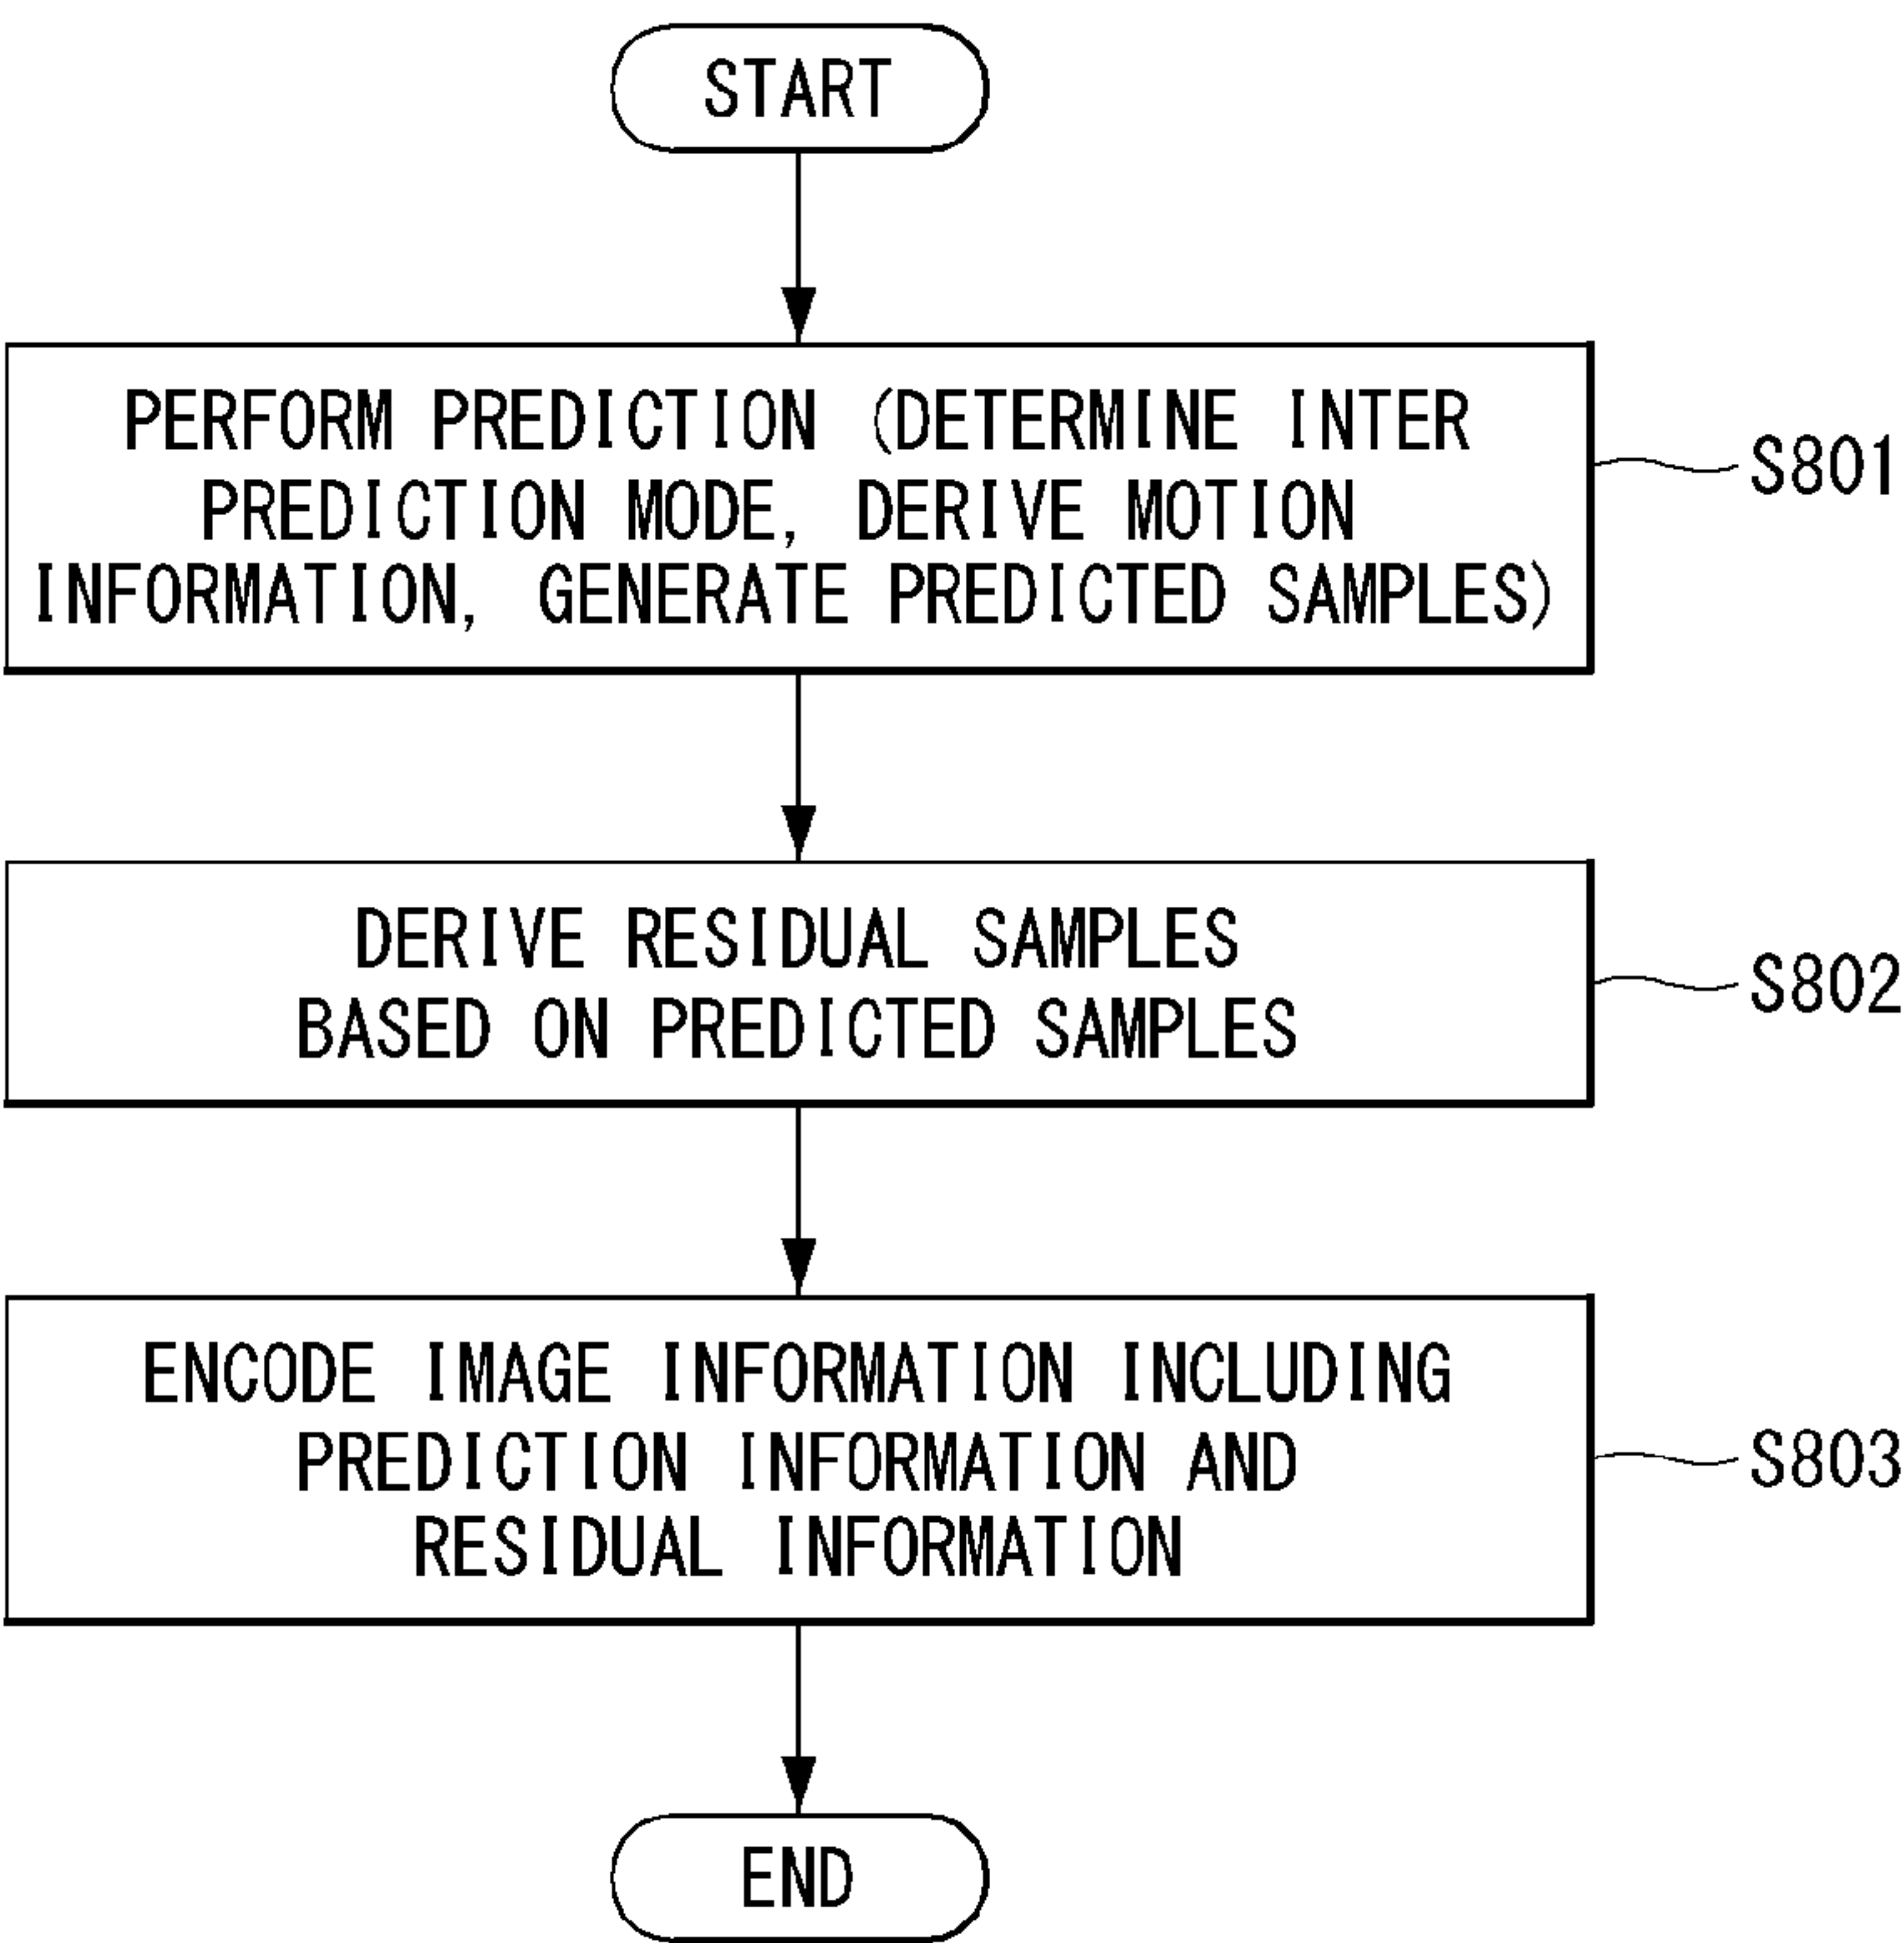 START
PERFORM PREDICTION (DETERMINE INTER
PREDICTION MODE, DERIVE MOTION
INFORMATION, GENERATE PREDICTED SAMPLES)
S801
DERIVE RESIDUAL SAMPLES
BASED ON PREDICTED SAMPLES
S802
ENCODE IMAGE INFORMATION INCLUDING
PREDICTION INFORMATION AND
RESIDUAL INFORMATION
S803
END